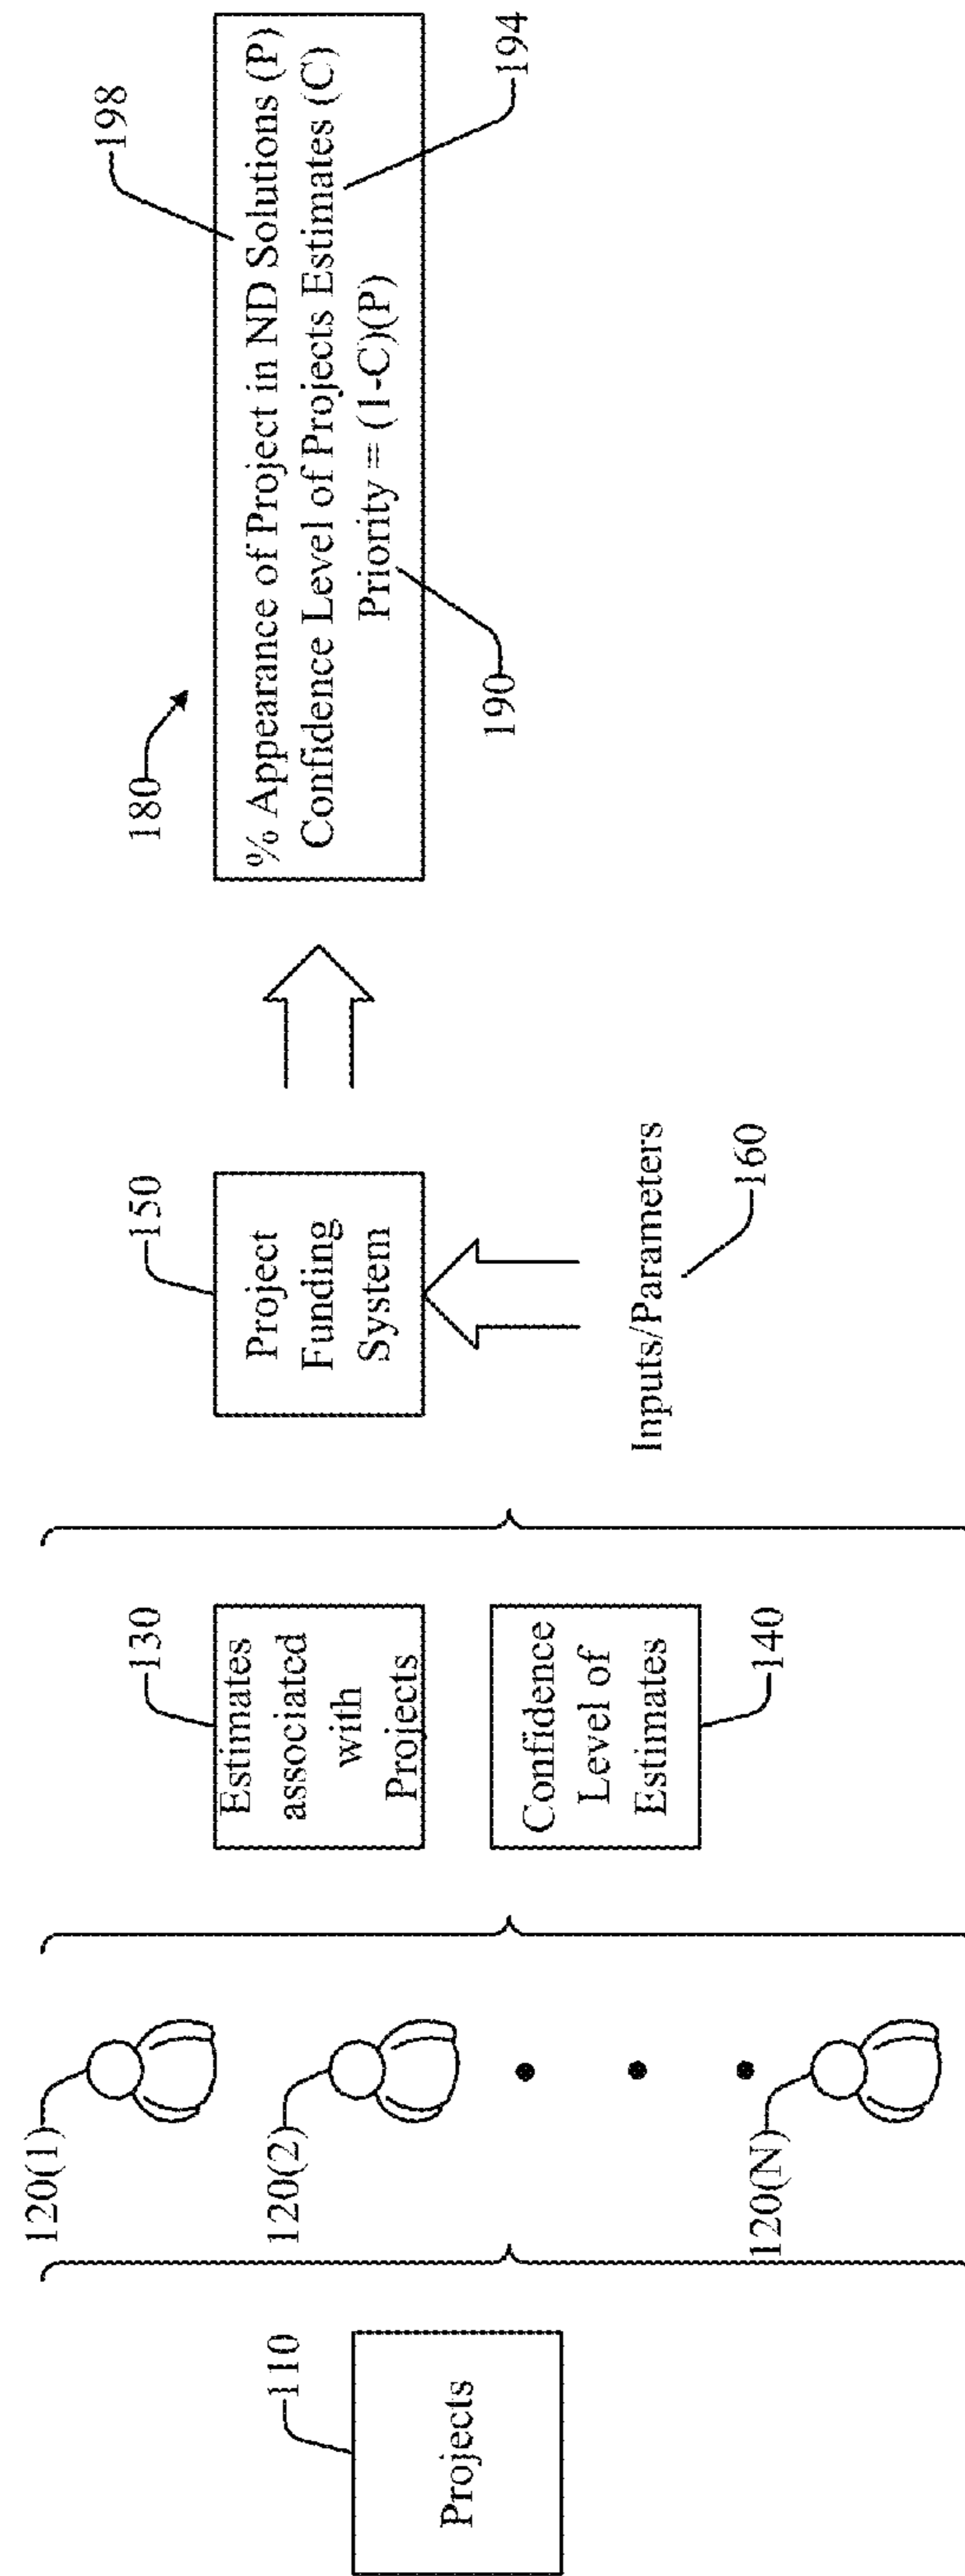 110
Projects
120(1)
120(2)
120(N)
130
Estimates
associated
with
Projects
Confidence
Level of
Estimates
140
150
Project
Funding
System
Inputs/Parameters
160
180
198
% Appearance of Project in ND Solutions (P)
Confidence Level of Projects Estimates (C)
Priority = (1-C)(P)
190
194